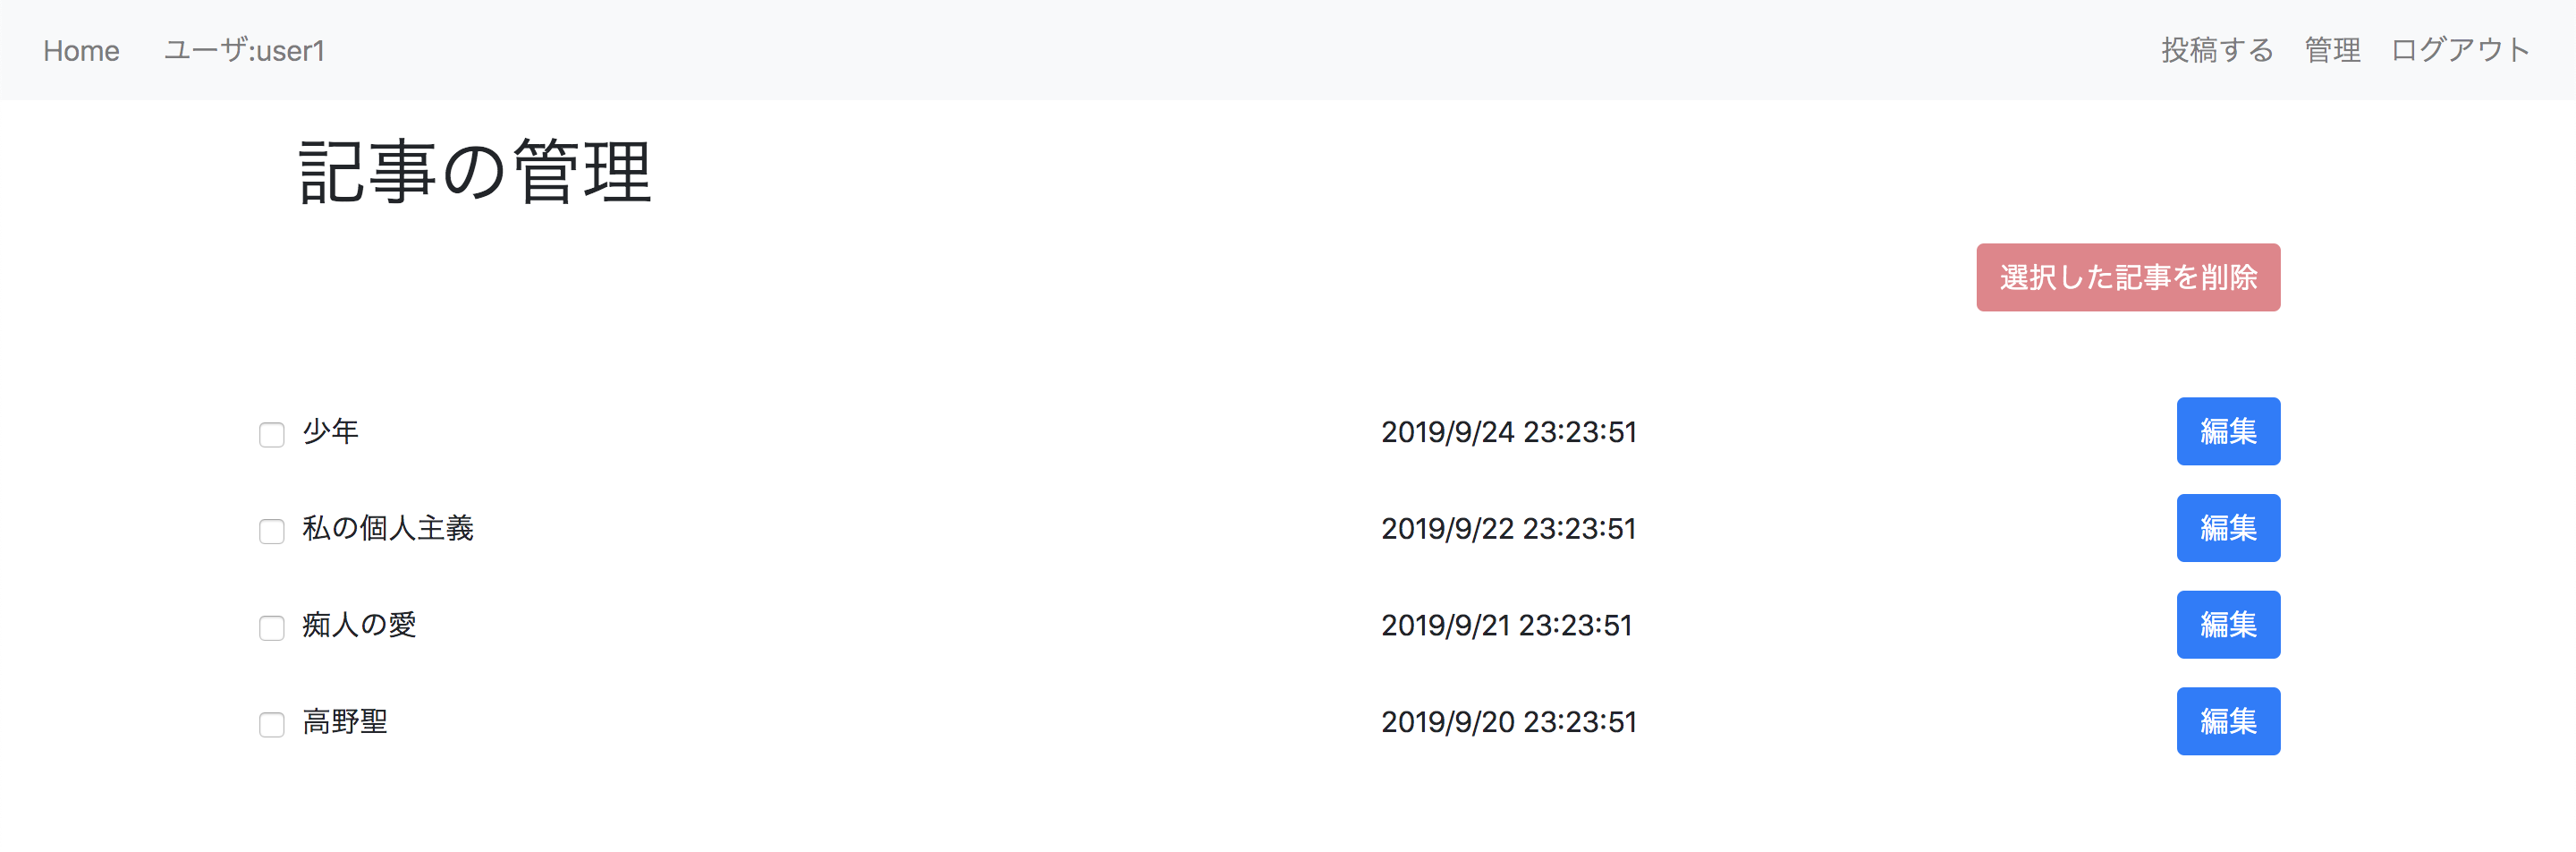 Home ユーザ:user1 投稿する 管理 ログアウト
記事の管理
選択した記事を削除
少年 2019/9/24 23:23:51 編集
私の個人主義 2019/9/22 23:23:51 編集
痴人の愛 2019/9/21 23:23:51 編集
高野聖 2019/9/20 23:23:51 編集